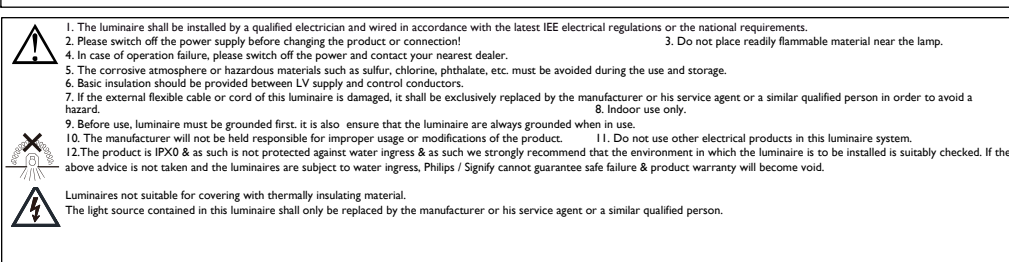 1. The luminaire shall be installed by a qualified electrician and wired in accordance with the latest IEE electrical regulations or the national requirements.
2. Please switch off the power supply before changing the product or connection! 3. Do not place readily flammable material near the lamp.
4. In case of operation failure, please switch off the power and contact your nearest dealer.
5. The corrosive atmosphere or hazardous materials such as sulfur, chlorine, phthalate, etc. must be avoided during the use and storage.
6. Basic insulation should be provided between LV supply and control conductors.
7. If the external flexible cable or cord of this luminaire is damaged, it shall be exclusively replaced by the manufacturer or his service agent or a similar qualified person in order to avoid a
hazard. 8. Indoor use only.
9. Before use, luminaire must be grounded first. it is also ensure that the luminaire are always grounded when in use.
10. The manufacturer will not be held responsible for improper usage or modifications of the product. 11. Do not use other electrical products in this luminaire system.
12.The product is IPX0 & as such is not protected against water ingress & as such we strongly recommend that the environment in which the luminaire is to be installed is suitably checked. If the
above advice is not taken and the luminaires are subject to water ingress, Philips / Signify cannot guarantee safe failure & product warranty will become void.
Luminaires not suitable for covering with thermally insulating material.
The light source contained in this luminaire shall only be replaced by the manufacturer or his service agent or a similar qualified person.